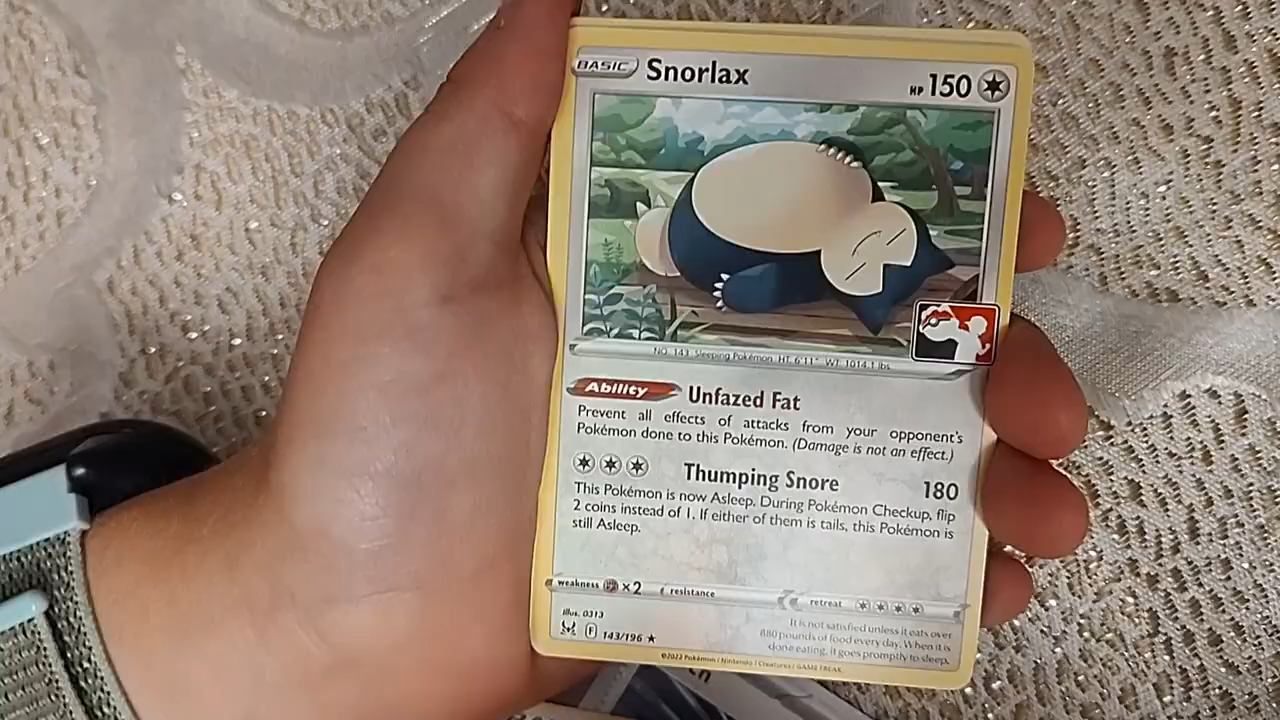 BASIC Snorlax HP 150
NO. 143 Sleeping Pokémon HT: 6'11" WT: 1014.1 lbs.
Ability Unfazed Fat
Prevent all effects of attacks from your opponent's
Pokémon done to this Pokémon. (Damage is not an effect.)
Thumping Snore 180
This Pokémon is now Asleep. During Pokémon Checkup, flip
2 coins instead of 1. If either of them is tails, this Pokémon is
still Asleep.
weakness ×2 resistance retreat
Illus. 0313
F 143/196 ★
It is not satisfied unless it eats over
880 pounds of food every day. When it is
done eating, it goes promptly to sleep.
©2022 Pokémon / Nintendo / Creatures / GAME FREAK